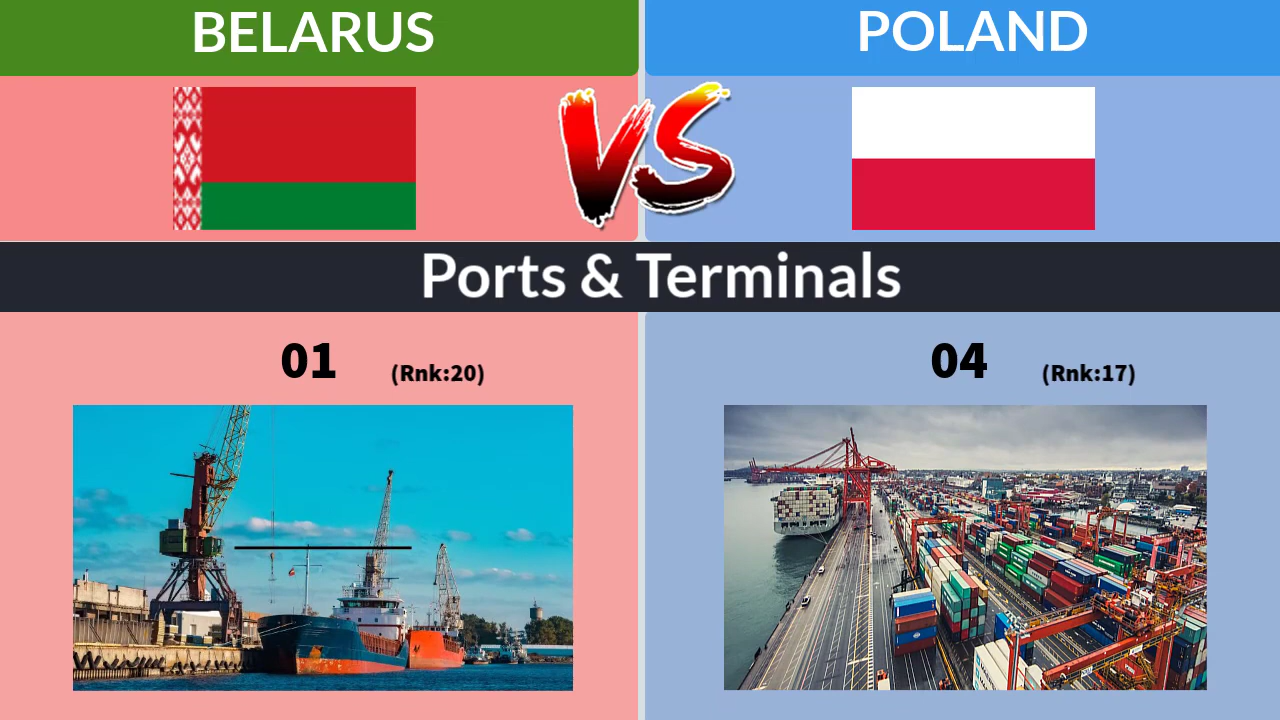 BELARUS
POLAND
VS
Ports & Terminals
01 (Rnk:20)
04 (Rnk:17)